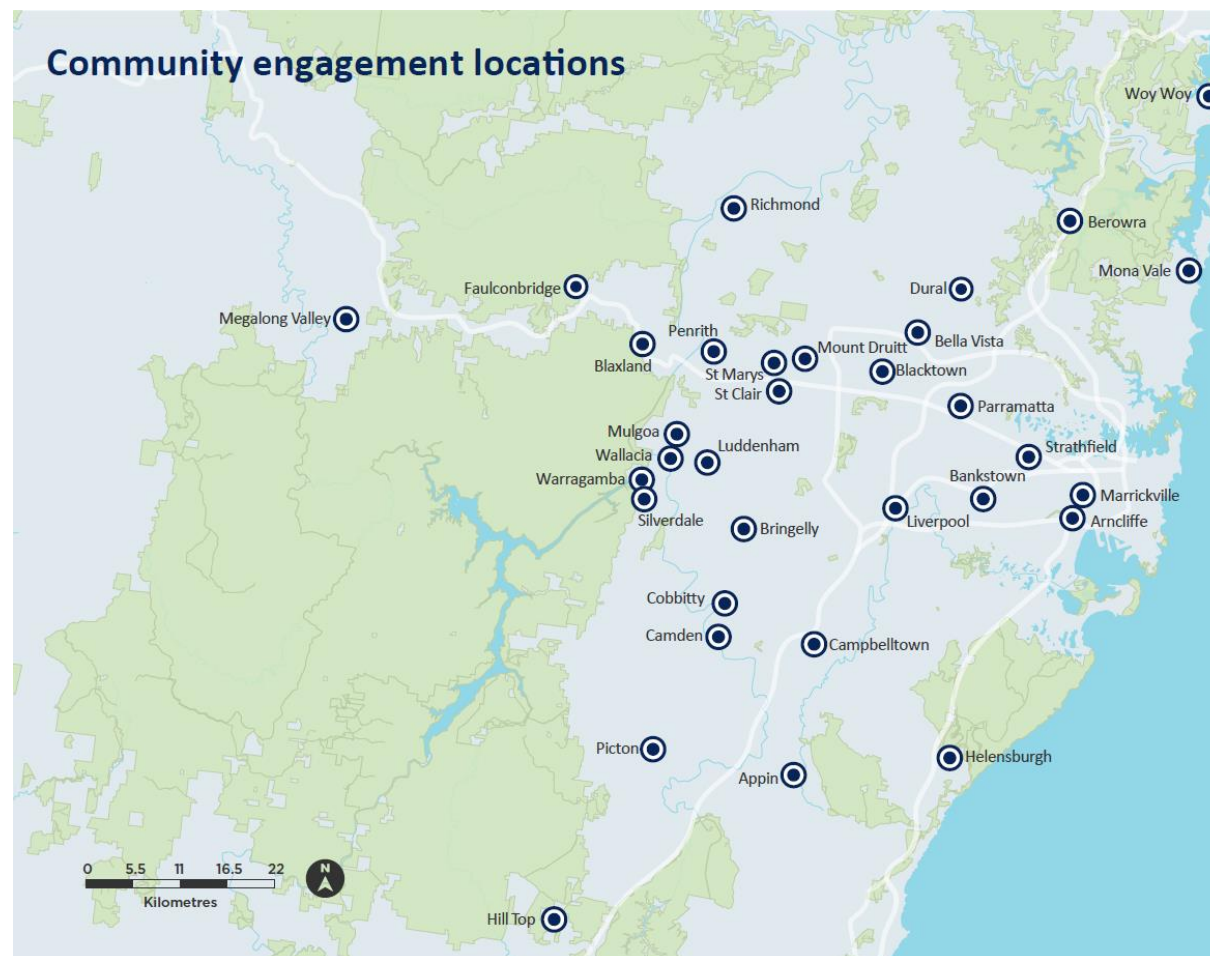 Community engagement locations
Woy Woy
Richmond
Berowra
Mona Vale
Faulconbridge
Dural
Megalong Valley
Penrith
Bella Vista
Blaxland
Mount Druitt
St Marys
Blacktown
St Clair
Parramatta
Mulgoa
Luddenham
Strathfield
Wallacia
Warragamba
Bankstown
Marrickville
Silverdale
Liverpool
Arncliffe
Bringelly
Cobbitty
Camden
Campbelltown
Picton
Helensburgh
Appin
0 5.5 11 16.5 22
N
Kilometres
Hill Top